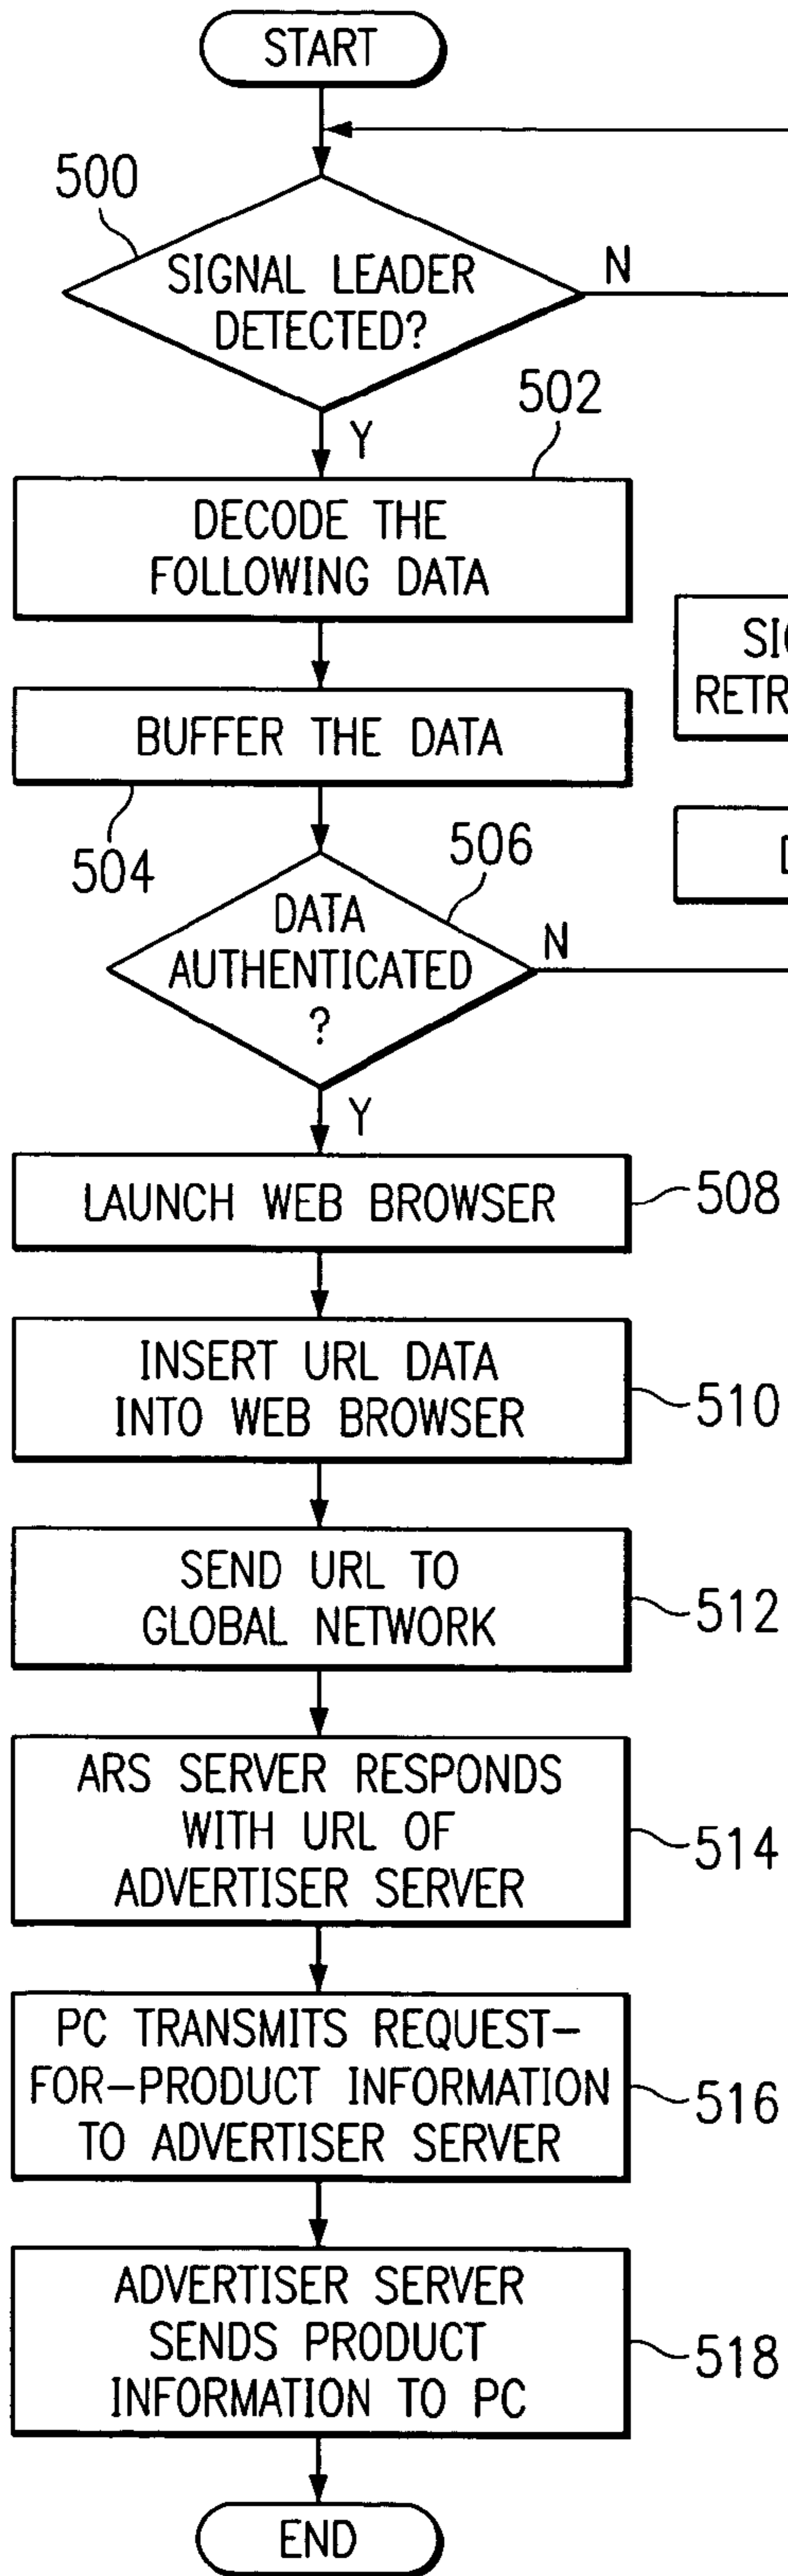 START
500
SIGNAL LEADER
DETECTED?
N
Y
502
DECODE THE
FOLLOWING DATA
BUFFER THE DATA
504
506
DATA
AUTHENTICATED
?
N
Y
LAUNCH WEB BROWSER
508
INSERT URL DATA
INTO WEB BROWSER
510
SEND URL TO
GLOBAL NETWORK
512
ARS SERVER RESPONDS
WITH URL OF
ADVERTISER SERVER
514
PC TRANSMITS REQUEST-
FOR-PRODUCT INFORMATION
TO ADVERTISER SERVER
516
ADVERTISER SERVER
SENDS PRODUCT
INFORMATION TO PC
518
END